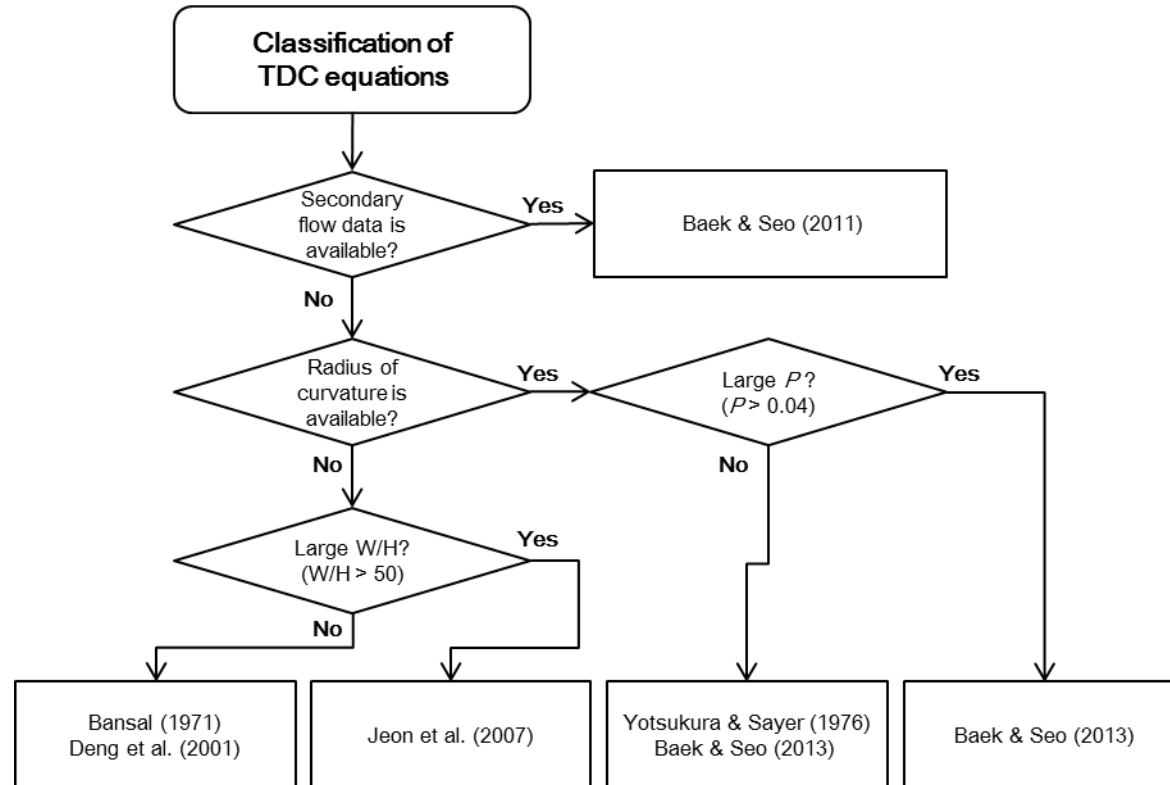 Classification of
TDC equations
Secondary
flow data is
available?
Yes
Baek & Seo (2011)
No
Radius of
curvature is
available?
Yes
Large P?
(P > 0.04)
Yes
No
No
Large W/H?
(W/H > 50)
Yes
No
Bansal (1971)
Deng et al. (2001)
Jeon et al. (2007)
Yotsukura & Sayer (1976)
Baek & Seo (2013)
Baek & Seo (2013)